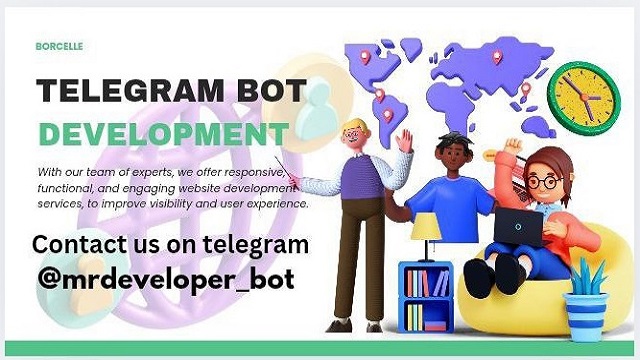 BORCELLE
TELEGRAM BOT
DEVELOPMENT
With our team of experts, we offer responsive,
functional, and engaging website development
services, to improve visibility and user experience.
Contact us on telegram
@mrdeveloper_bot